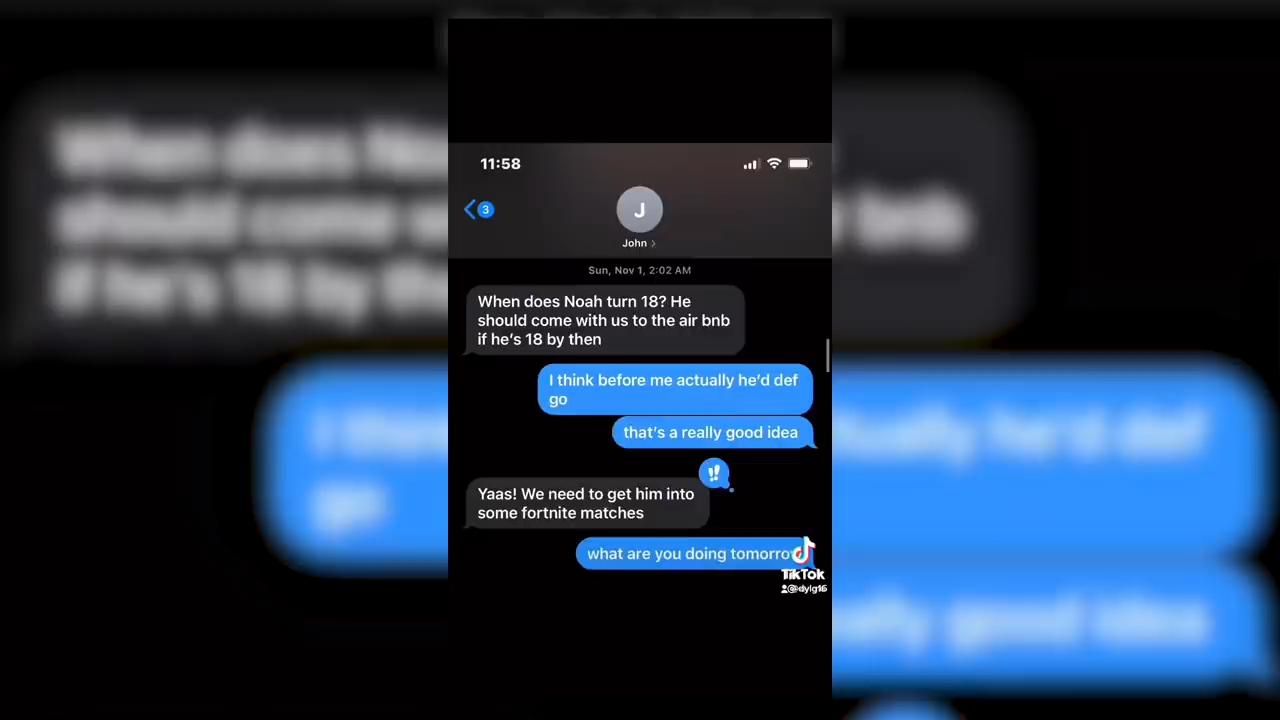 11:58
3
J
John
Sun, Nov 1, 2:02 AM
When does Noah turn 18? He
should come with us to the air bnb
if he's 18 by then
I think before me actually he'd def
go
that's a really good idea
!!
Yaas! We need to get him into
some fortnite matches
what are you doing tomorro
TikTok
@dylg16